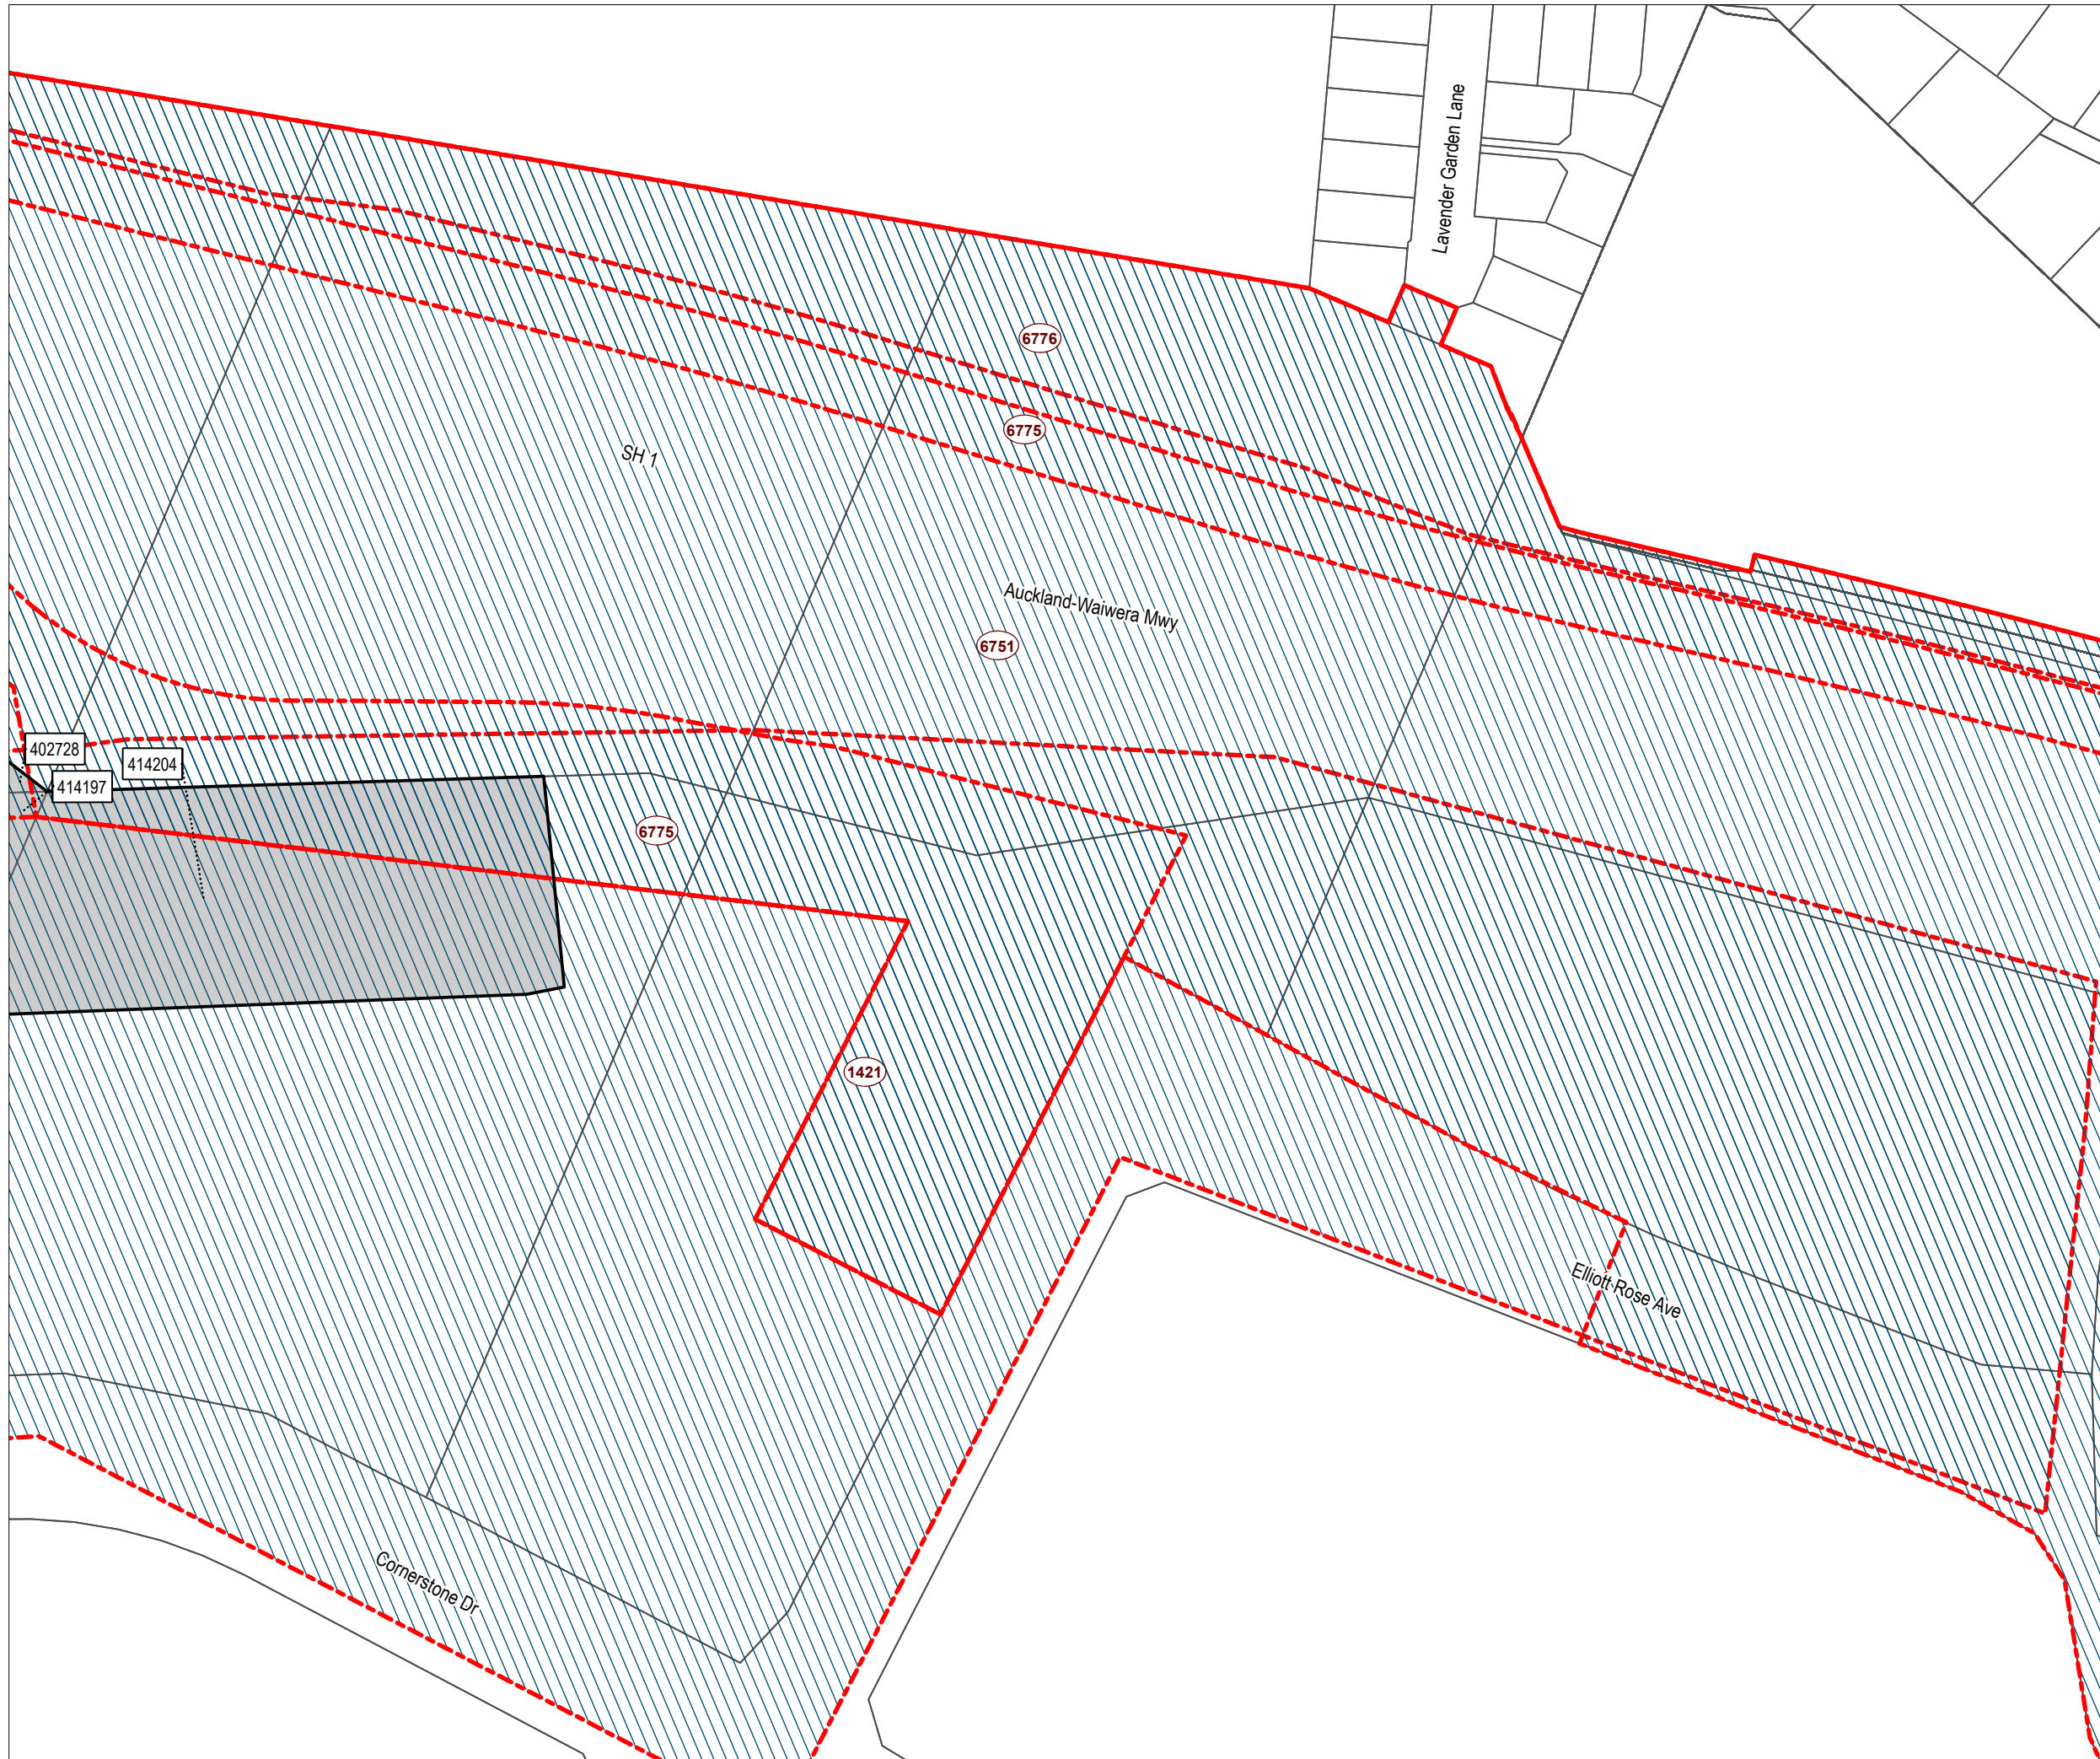 Lavender Garden Lane
6776
6775
SH 1
Auckland-Waiwera Mwy
6751
402728
414204
414197
6775
1421
Elliott Rose Ave
Cornerstone Dr